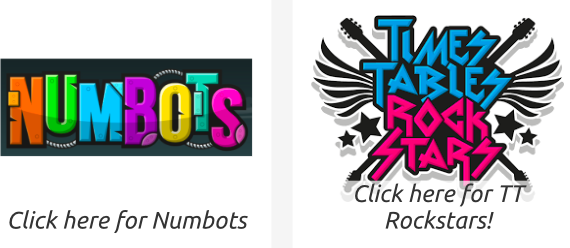 NUMBOTS
Click here for Numbots
TIMES
TABLES
ROCK
STARS
Click here for TT
Rockstars!